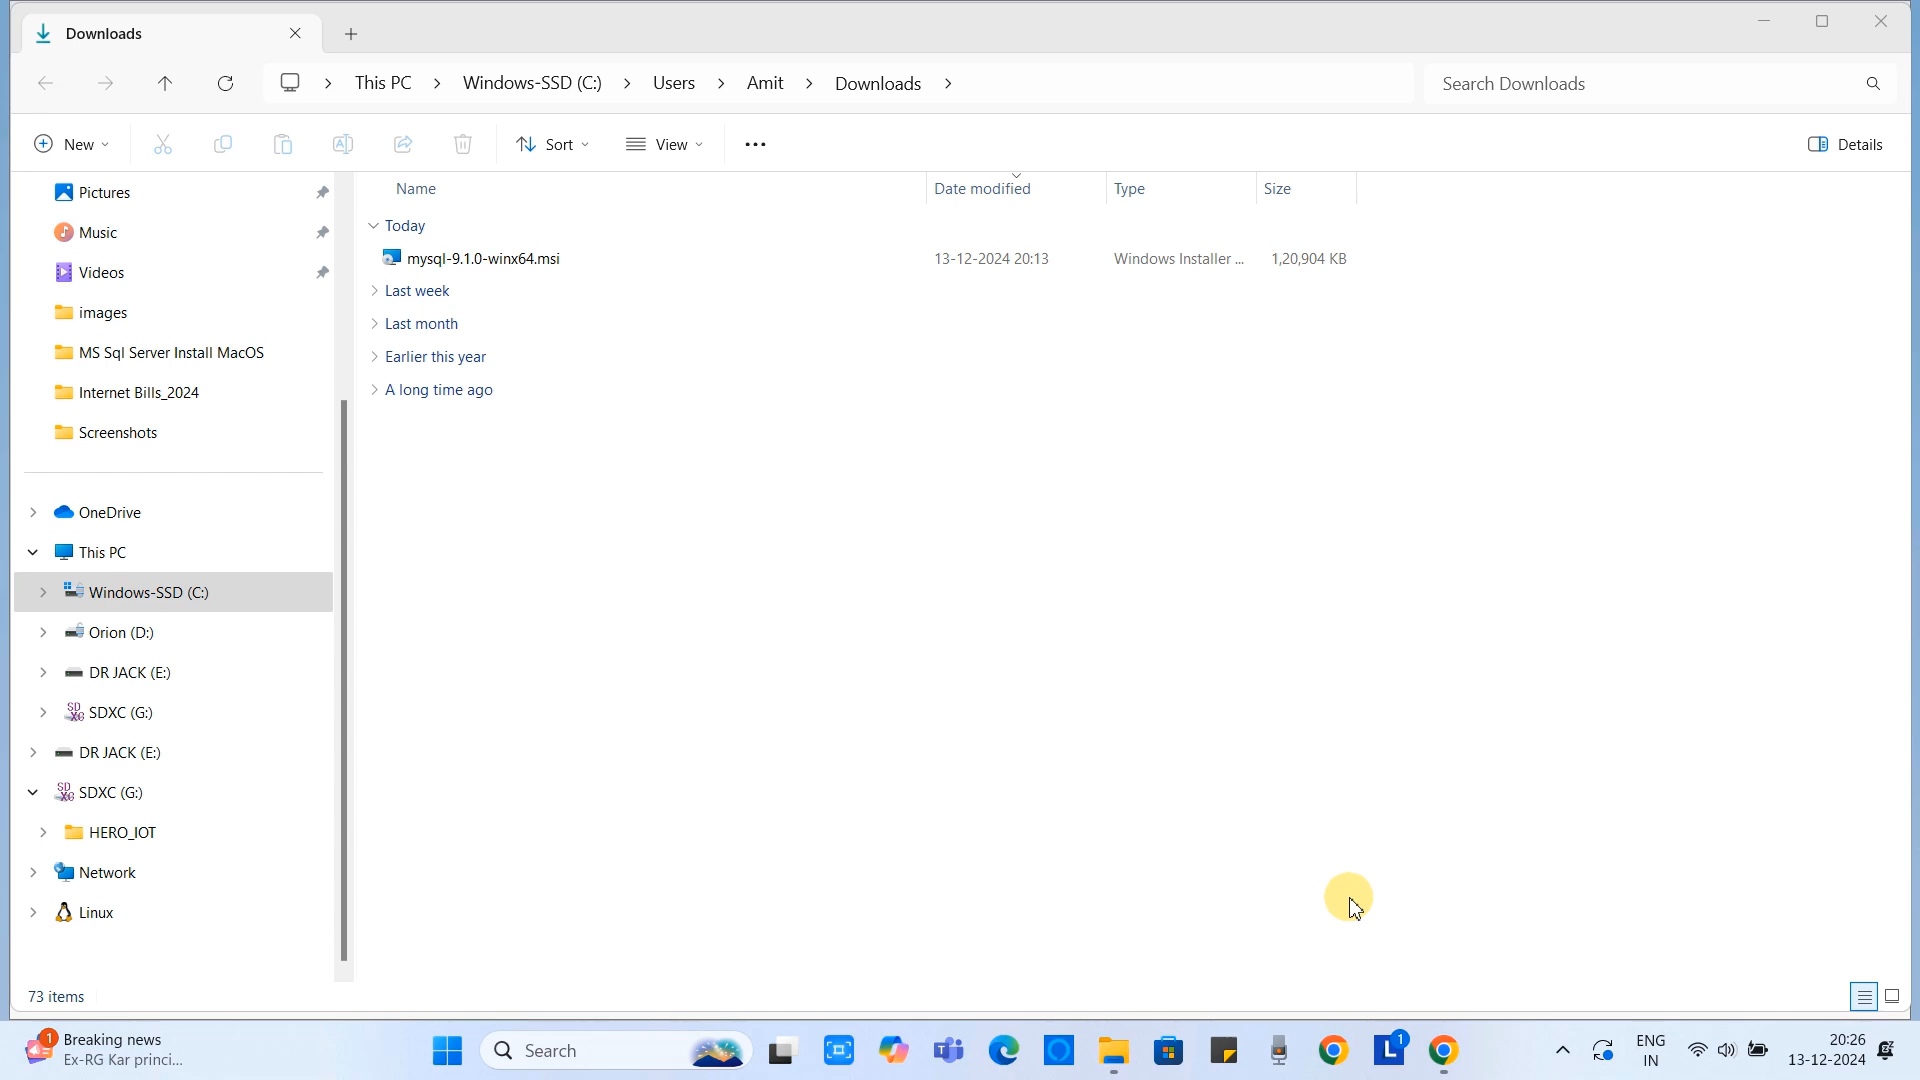 Downloads
This PC
Windows-SSD (C:)
Users
Amit
Downloads
Search Downloads
New
Sort
View
Details
Pictures
Music
Videos
images
MS Sql Server Install MacOS
Internet Bills_2024
Screenshots
OneDrive
This PC
Windows-SSD (C:)
Orion (D:)
DR JACK (E:)
SDXC (G:)
DR JACK (E:)
SDXC (G:)
HERO_IOT
Network
Linux
Name Date modified Type Size
Today
mysql-9.1.0-winx64.msi 13-12-2024 20:13 Windows Installer ... 1,20,904 KB
Last week
Last month
Earlier this year
A long time ago
73 items
1
Breaking news
Ex-RG Kar princi...
Search
L 1
ENG
IN
20:26
13-12-2024